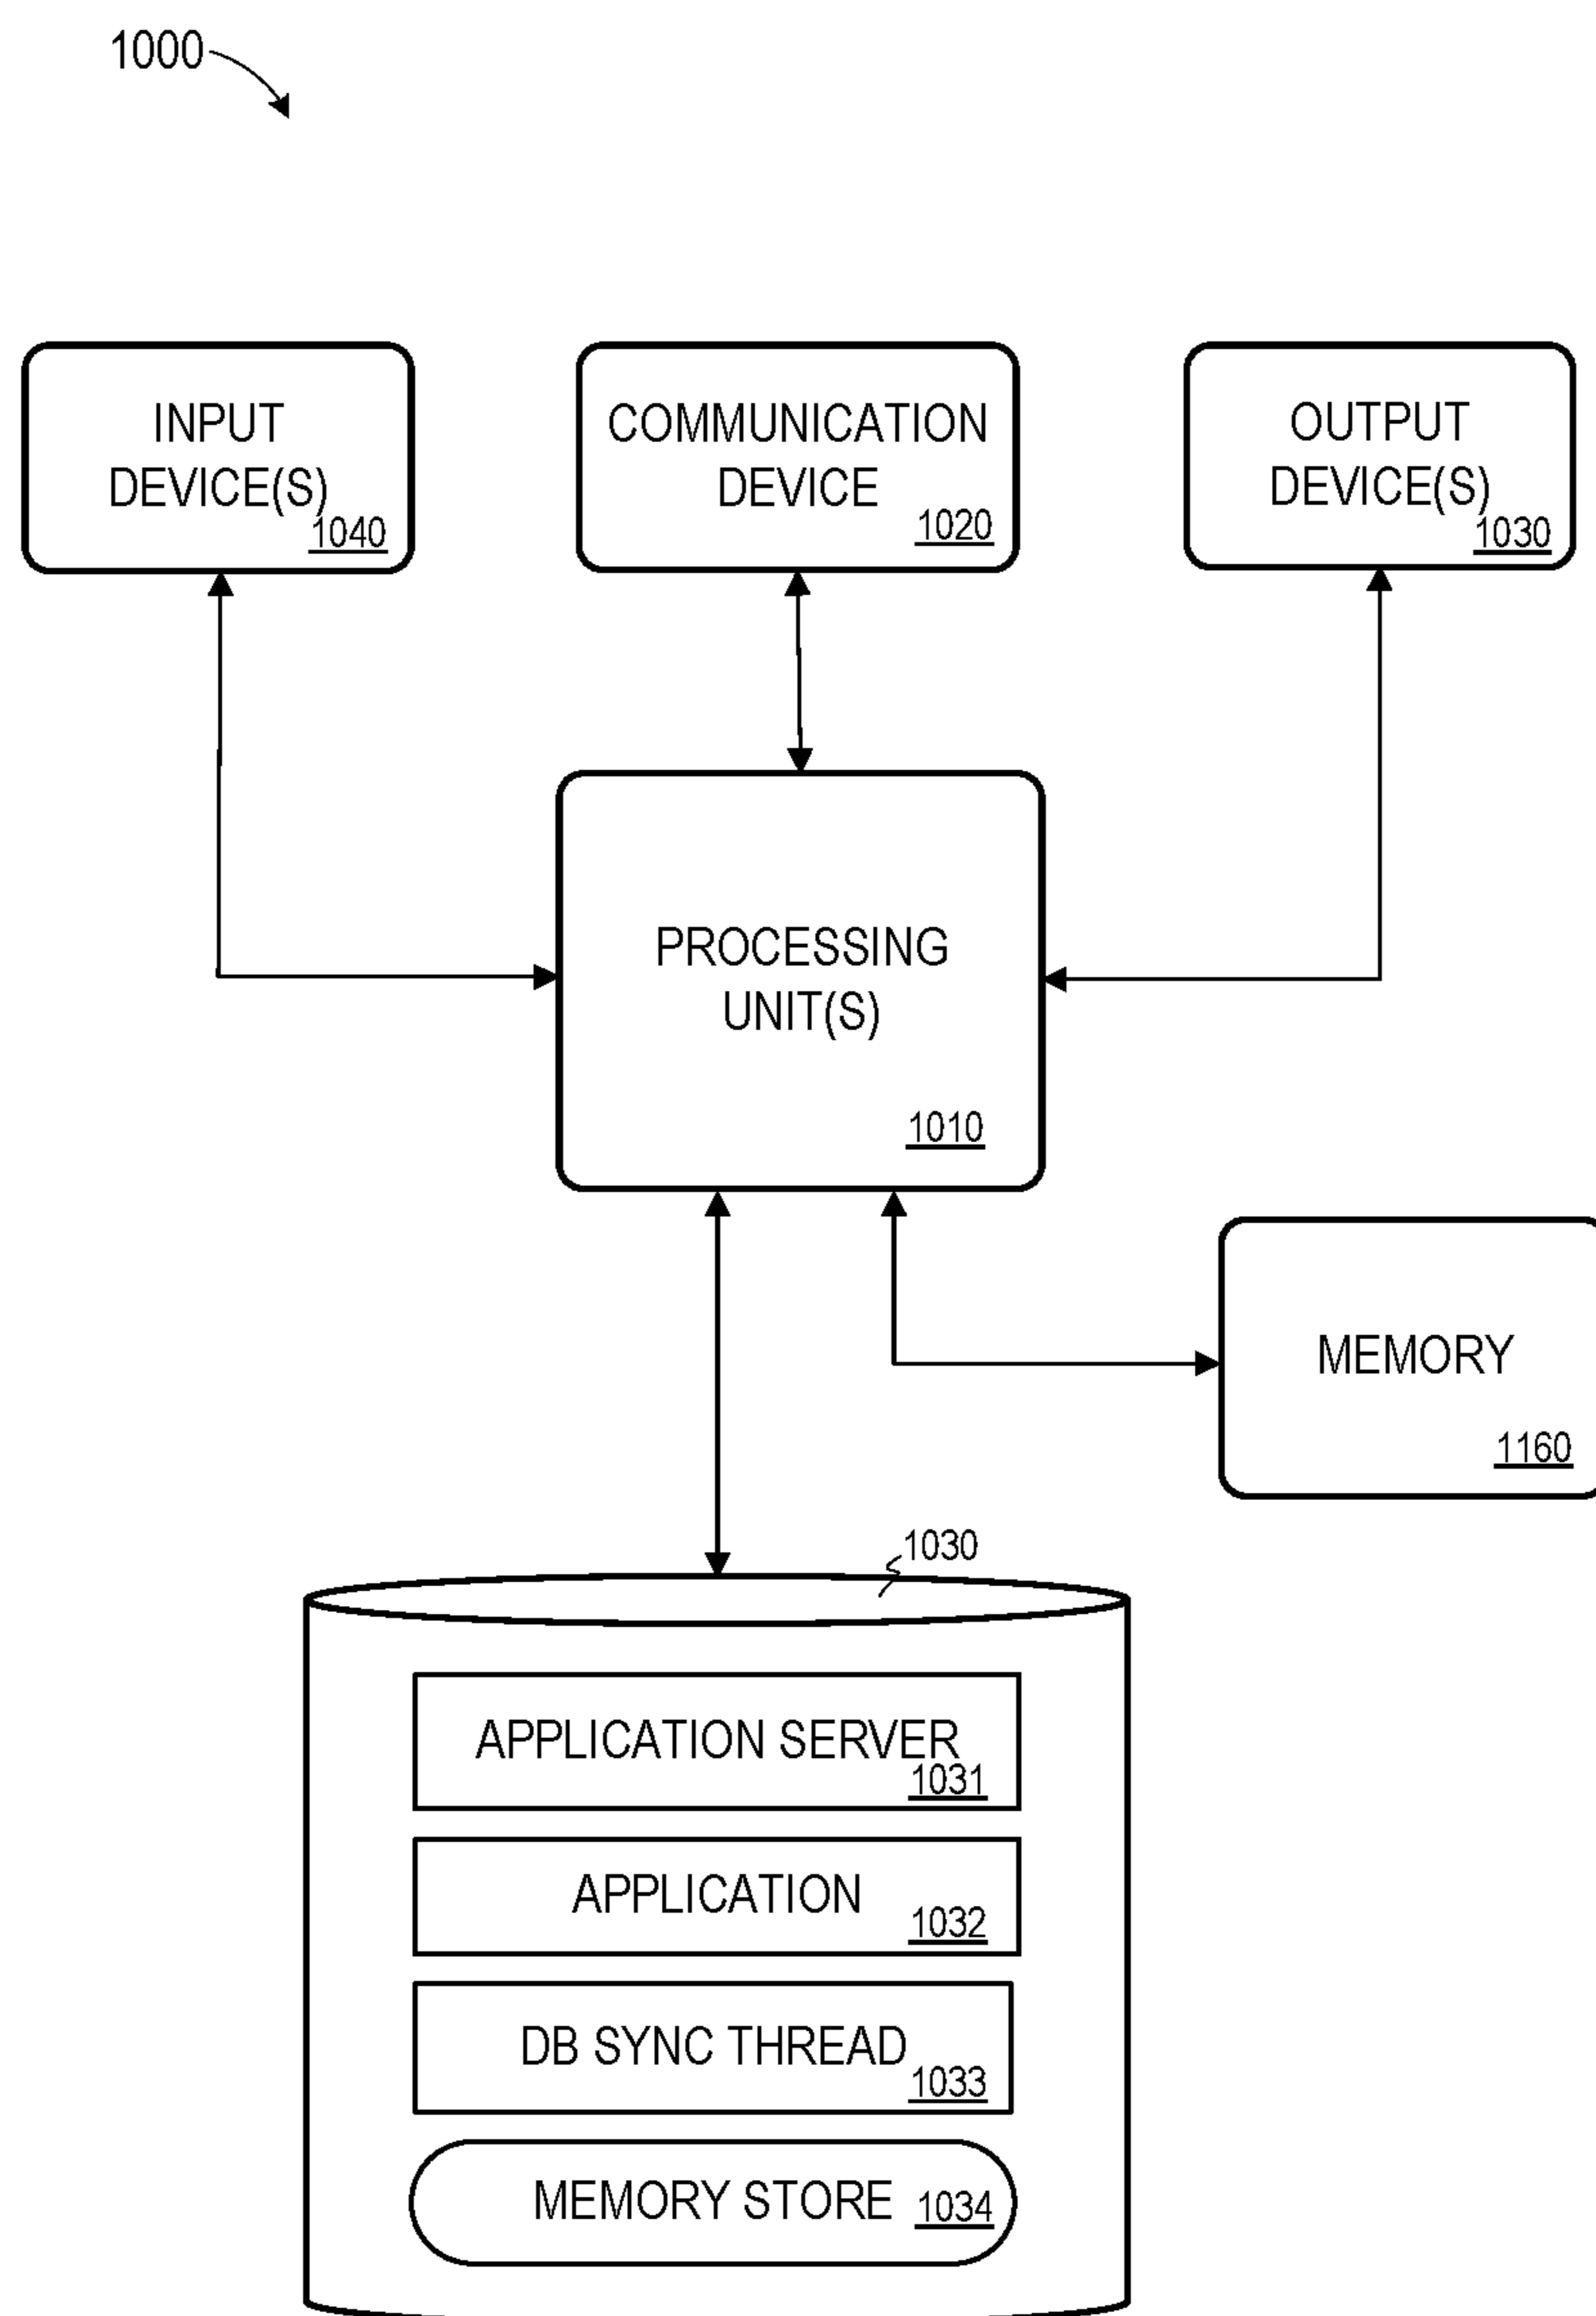 1000
INPUT
DEVICE(S)
1040
COMMUNICATION
DEVICE
1020
OUTPUT
DEVICE(S)
1030
PROCESSING
UNIT(S)
1010
MEMORY
1160
1030
APPLICATION SERVER
1031
APPLICATION
1032
DB SYNC THREAD
1033
MEMORY STORE 1034